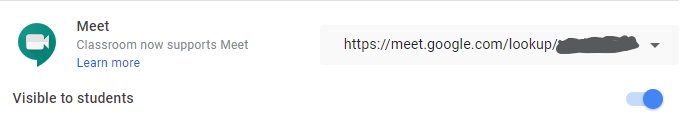 Meet
Classroom now supports Meet
Learn more
https://meet.google.com/lookup/
Visible to students